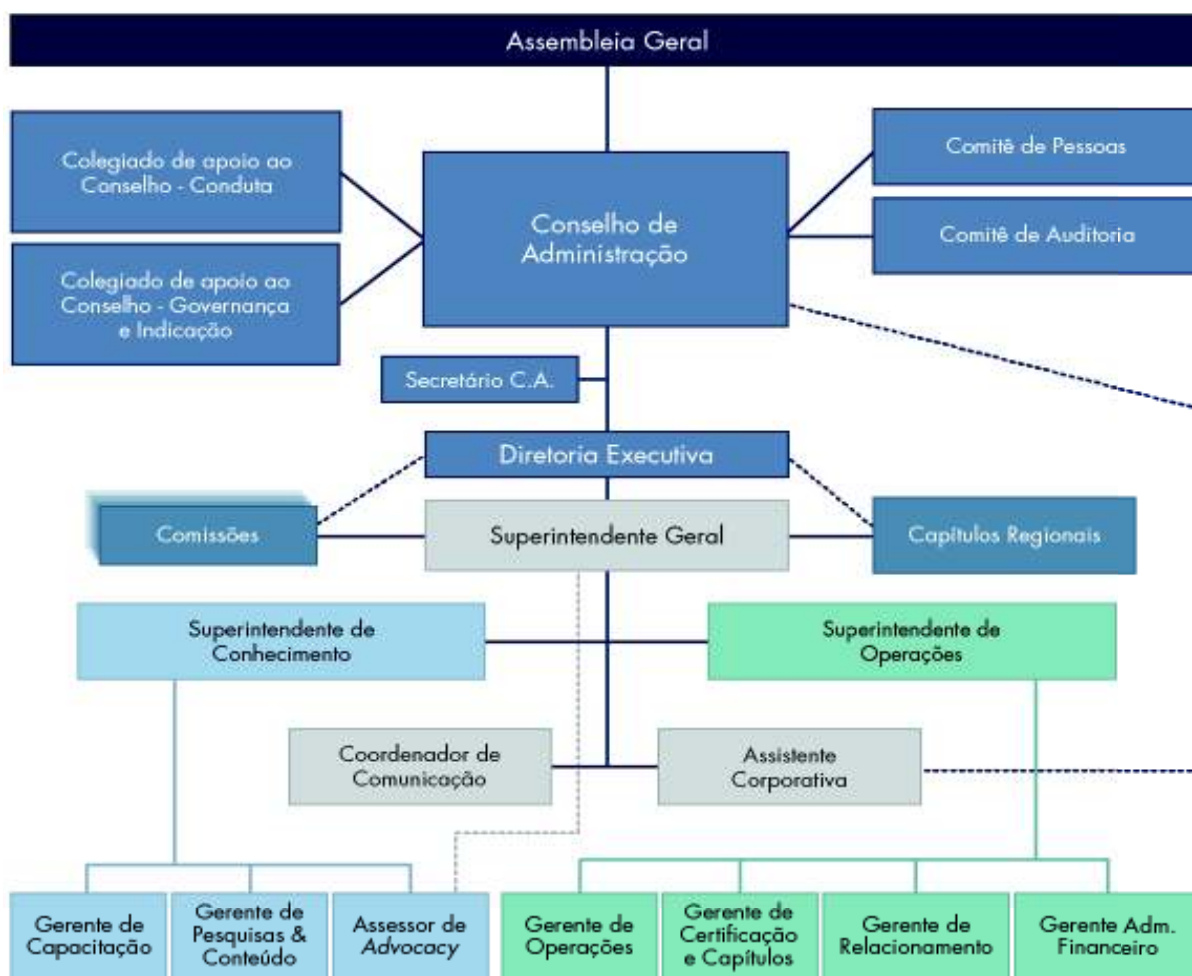 Assembleia Geral
Colegiado de apoio ao
Conselho - Conduta
Comitê de Pessoas
Conselho de
Administração
Comitê de Auditoria
Colegiado de apoio ao
Conselho - Governança
e Indicação
Secretário C.A.
Diretoria Executiva
Comissões
Superintendente Geral
Capítulos Regionais
Superintendente de
Conhecimento
Superintendente de
Operações
Coordenador de
Comunicação
Assistente
Corporativa
Gerente de
Capacitação
Gerente de
Pesquisas &
Conteúdo
Assessor de
Advocacy
Gerente de
Operações
Gerente de
Certificação
e Capítulos
Gerente de
Relacionamento
Gerente Adm.
Financeiro